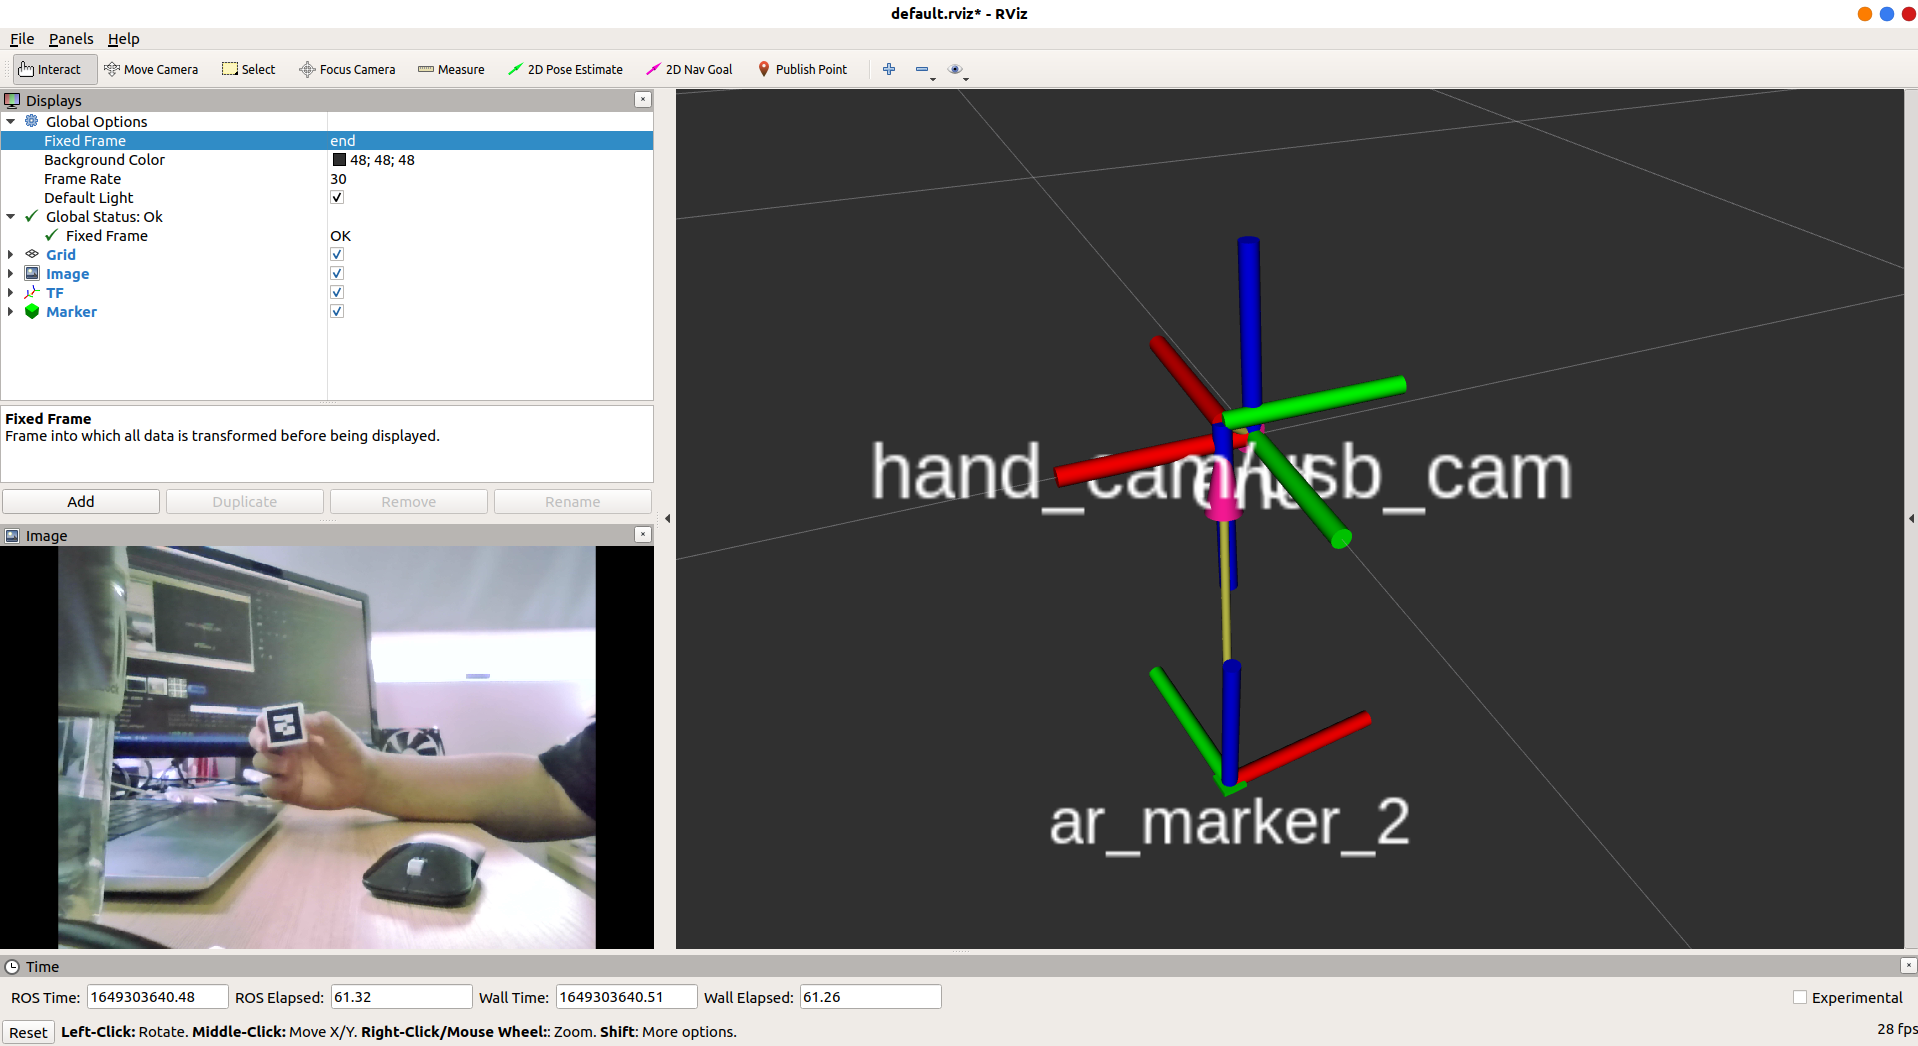 default.rviz* - RViz
File Panels Help
Interact Move Camera Select Focus Camera Measure 2D Pose Estimate 2D Nav Goal Publish Point
Displays
Global Options
Fixed Frame end
Background Color 48; 48; 48
Frame Rate 30
Default Light
Global Status: Ok
Fixed Frame OK
Grid
Image
TF
Marker
Fixed Frame
Frame into which all data is transformed before being displayed.
Add Duplicate Remove Rename
Image
hand_cam/usb_cam
end
ar_marker_2
Time
ROS Time: 1649303640.48 ROS Elapsed: 61.32 Wall Time: 1649303640.51 Wall Elapsed: 61.26 Experimental
Reset Left-Click: Rotate. Middle-Click: Move X/Y. Right-Click/Mouse Wheel:: Zoom. Shift: More options. 28 fps